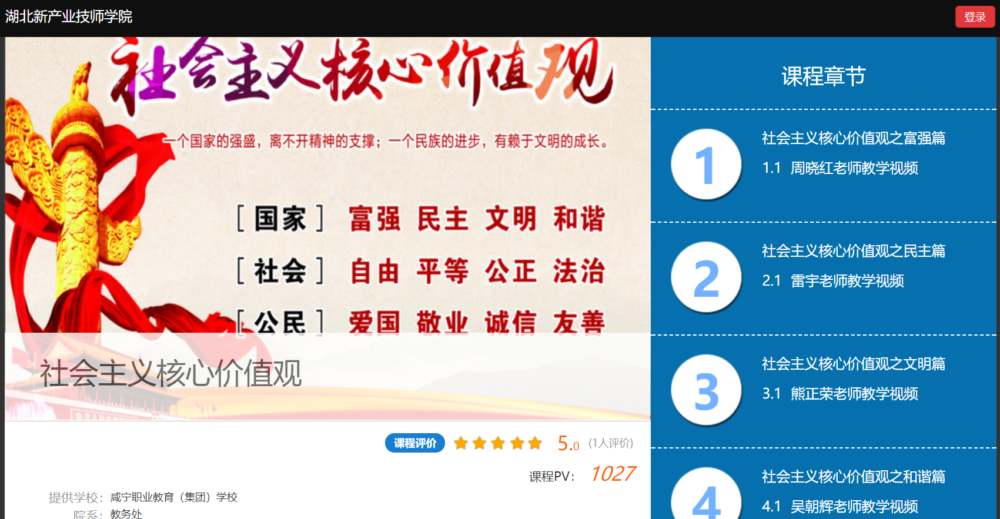 湖北新产业技师学院
登录
社会主义核心价值观
一个国家的强盛，离不开精神的支撑；一个民族的进步，有赖于文明的成长。
［国家］ 富强 民主 文明 和谐
［社会］ 自由 平等 公正 法治
［公民］ 爱国 敬业 诚信 友善
社会主义核心价值观
课程评价 5.0 (1人评价)
课程PV： 1027
提供学校： 咸宁职业教育（集团）学校
院系： 教务处
课程章节
1
社会主义核心价值观之富强篇
1.1 周晓红老师教学视频
2
社会主义核心价值观之民主篇
2.1 雷宇老师教学视频
3
社会主义核心价值观之文明篇
3.1 熊正荣老师教学视频
4
社会主义核心价值观之和谐篇
4.1 吴朝辉老师教学视频